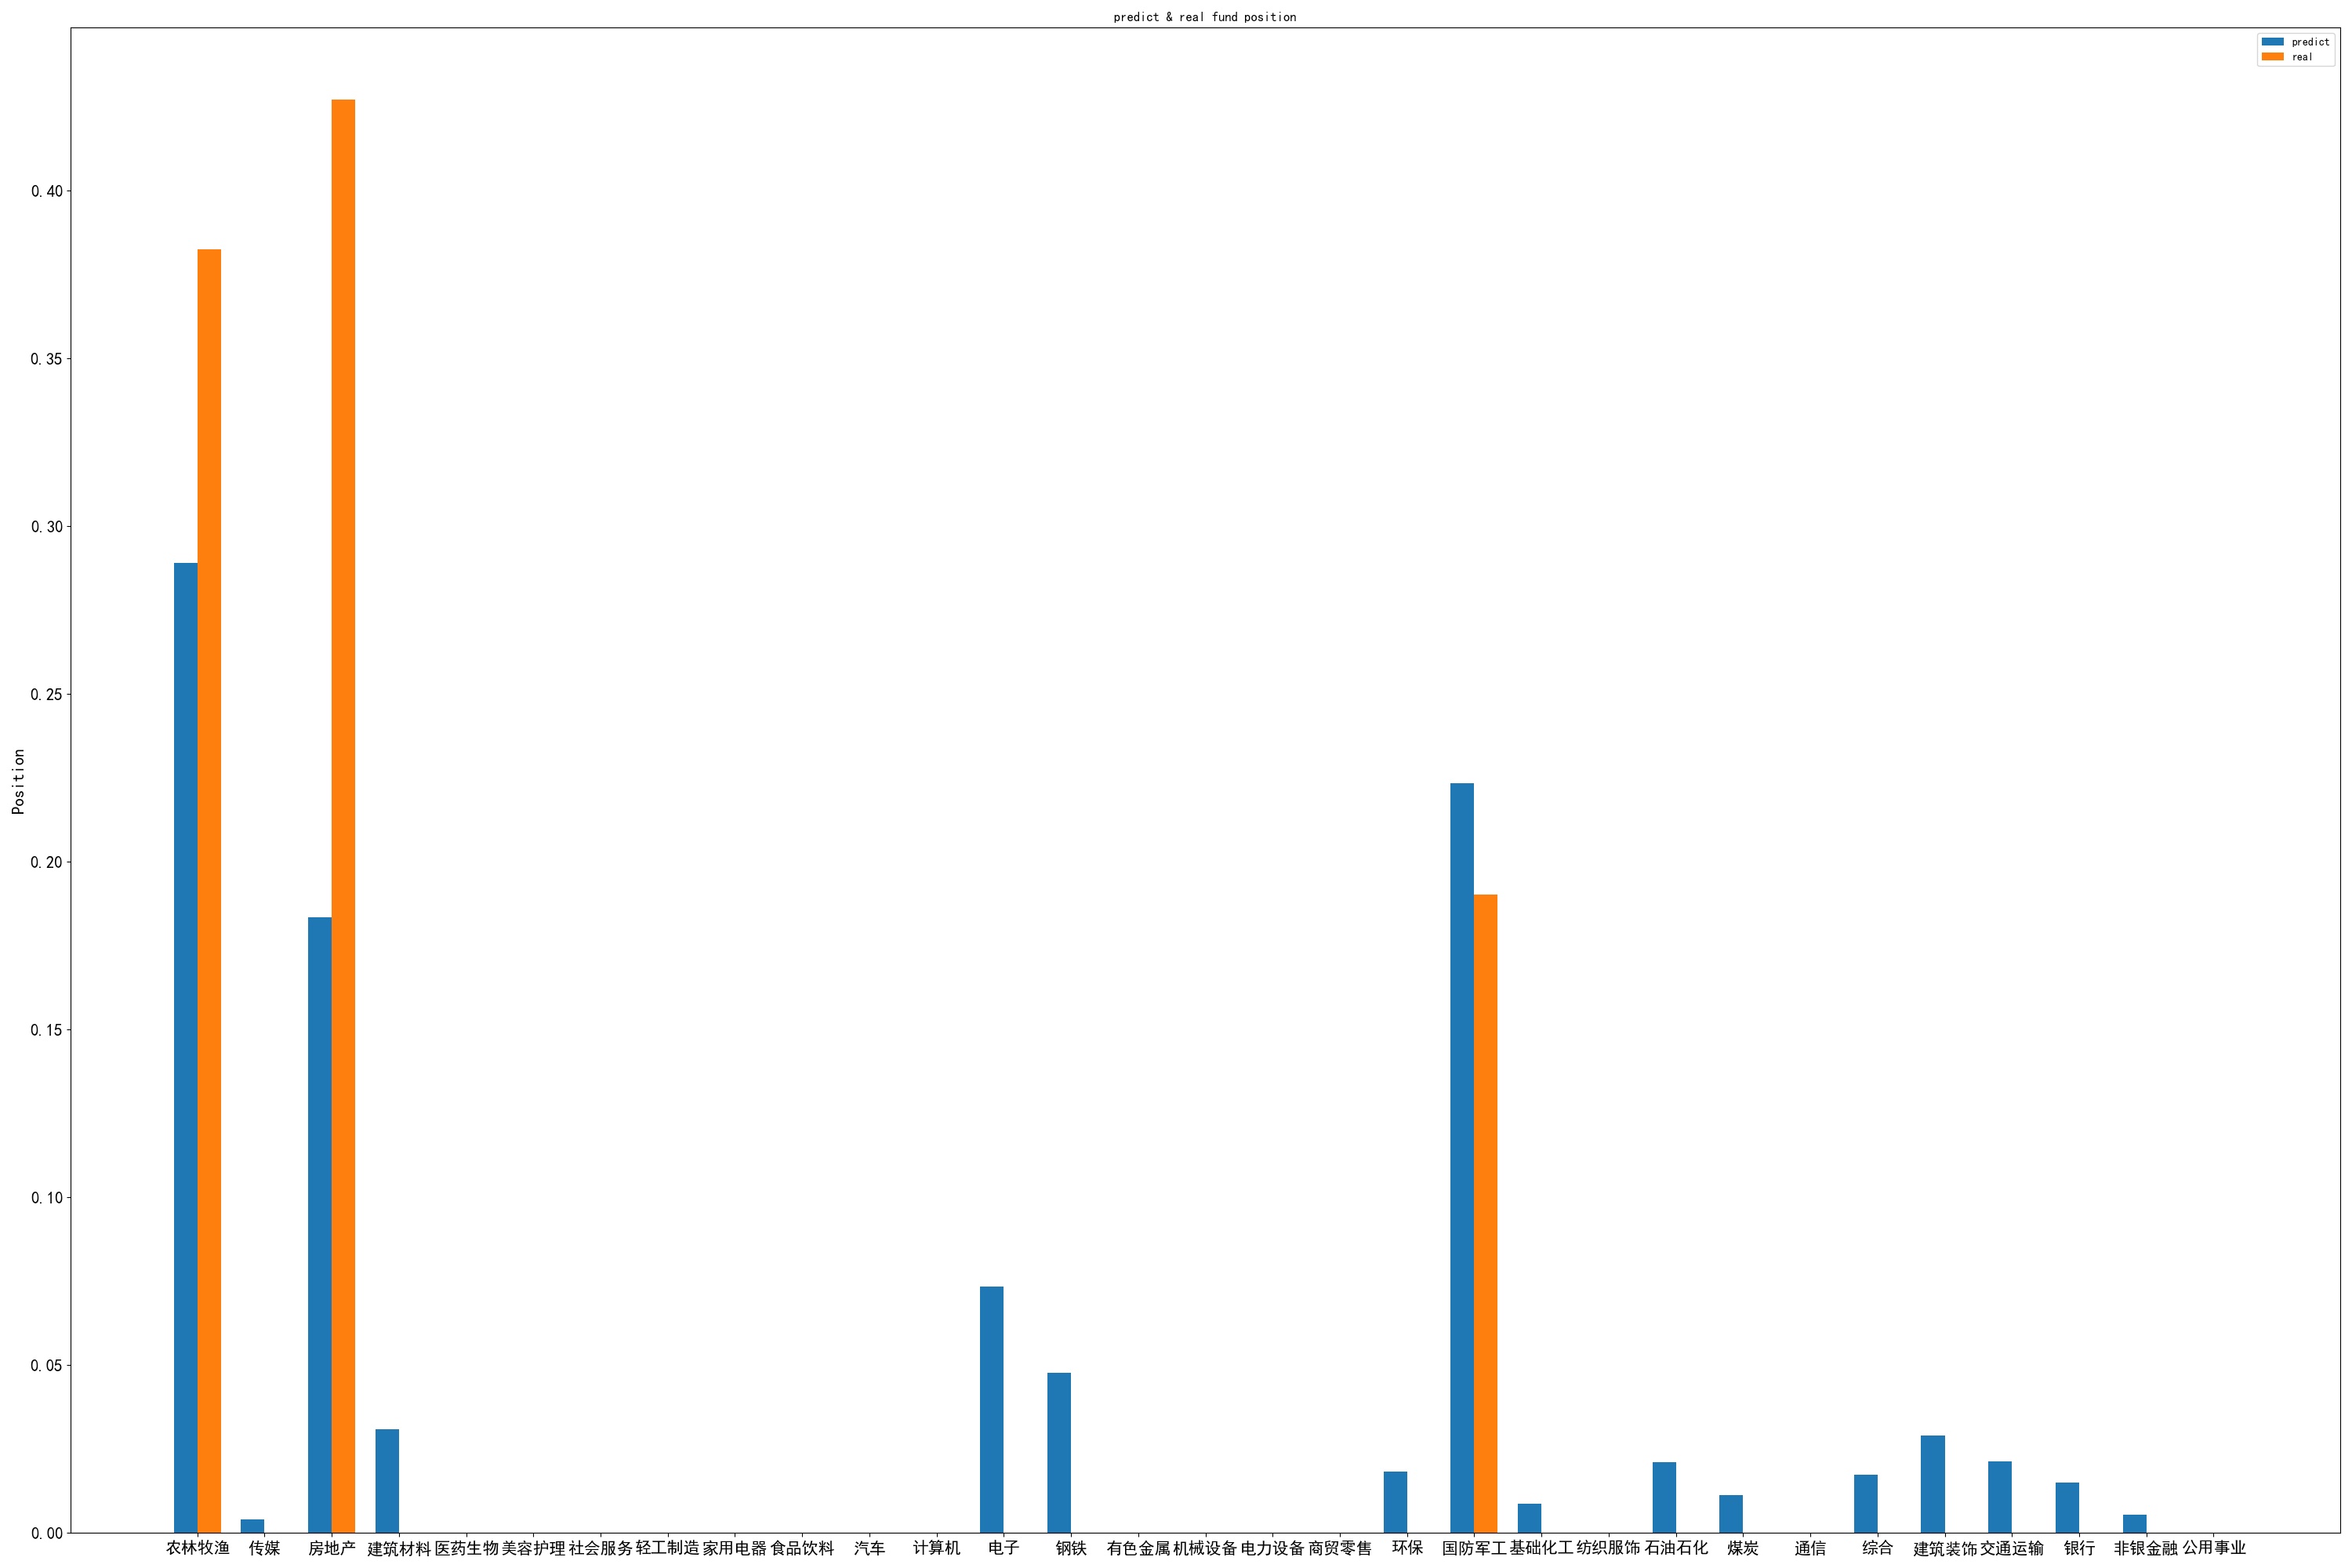 predict & real fund position
predict
real
Position
0.40
0.35
0.30
0.25
0.20
0.15
0.10
0.05
0.00
农林牧渔 传媒 房地产 建筑材料 医药生物 美容护理 社会服务 轻工制造 家用电器 食品饮料 汽车 计算机 电子 钢铁 有色金属 机械设备 电力设备 商贸零售 环保 国防军工 基础化工 纺织服饰 石油石化 煤炭 通信 综合 建筑装饰 交通运输 银行 非银金融 公用事业